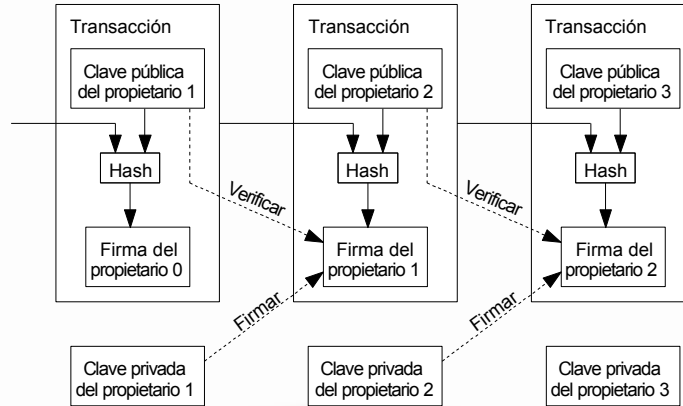 Transacción
Clave pública
del propietario 1
Hash
Verificar
Firma del
propietario 0
Firmar
Clave privada
del propietario 1
Transacción
Clave pública
del propietario 2
Hash
Verificar
Firma del
propietario 1
Firmar
Clave privada
del propietario 2
Transacción
Clave pública
del propietario 3
Hash
Firma del
propietario 2
Clave privada
del propietario 3